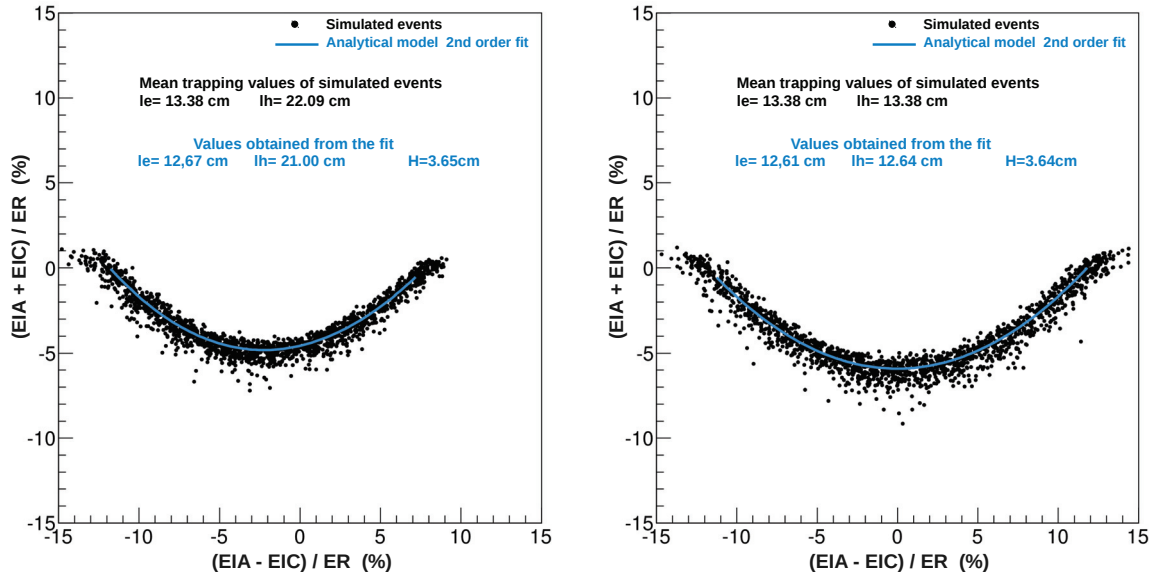 Simulated events
Analytical model 2nd order fit
Mean trapping values of simulated events
le= 13.38 cm lh= 22.09 cm
Values obtained from the fit
le= 12,67 cm lh= 21.00 cm H=3.65cm
(EIA + EIC) / ER (%)
15
10
5
0
-5
-10
-15
-15 -10 -5 0 5 10 15
(EIA - EIC) / ER (%)
Simulated events
Analytical model 2nd order fit
Mean trapping values of simulated events
le= 13.38 cm lh= 13.38 cm
Values obtained from the fit
le= 12,61 cm lh= 12.64 cm H=3.64cm
(EIA + EIC) / ER (%)
15
10
5
0
-5
-10
-15
-15 -10 -5 0 5 10 15
(EIA - EIC) / ER (%)